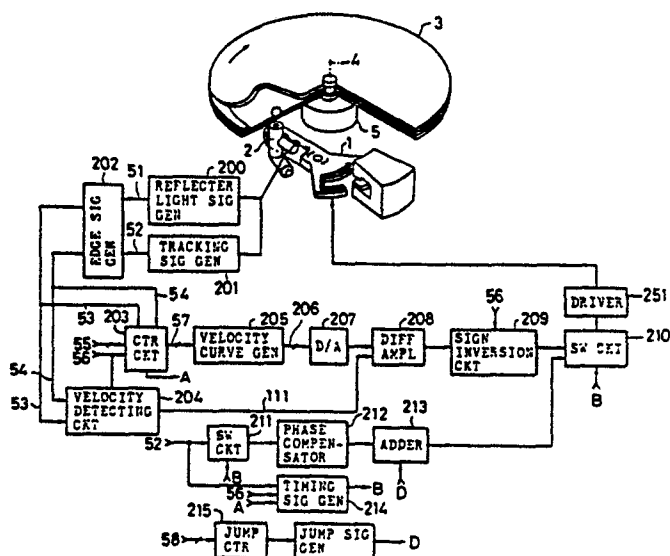 3
4
5
1
2
202
51
200
REFLECTER
LIGHT SIG
GEN
EDGE SIG
GEN
52
TRACKING
SIG GEN
201
54
53
203
55
56
CTR
CKT
57
A
205
VELOCITY
CURVE GEN
206
207
D/A
208
DIFF
AMPL
56
209
SIGN
INVERSION
CKT
251
DRIVER
210
SW CKT
B
54
53
VELOCITY
DETECTING
CKT
204
111
52
211
SW
CKT
B
212
PHASE
COMPEN-
SATOR
213
ADDER
D
56
A
TIMING
SIG GEN
B
214
215
58
JUMP
CTR
JUMP SIG
GEN
D